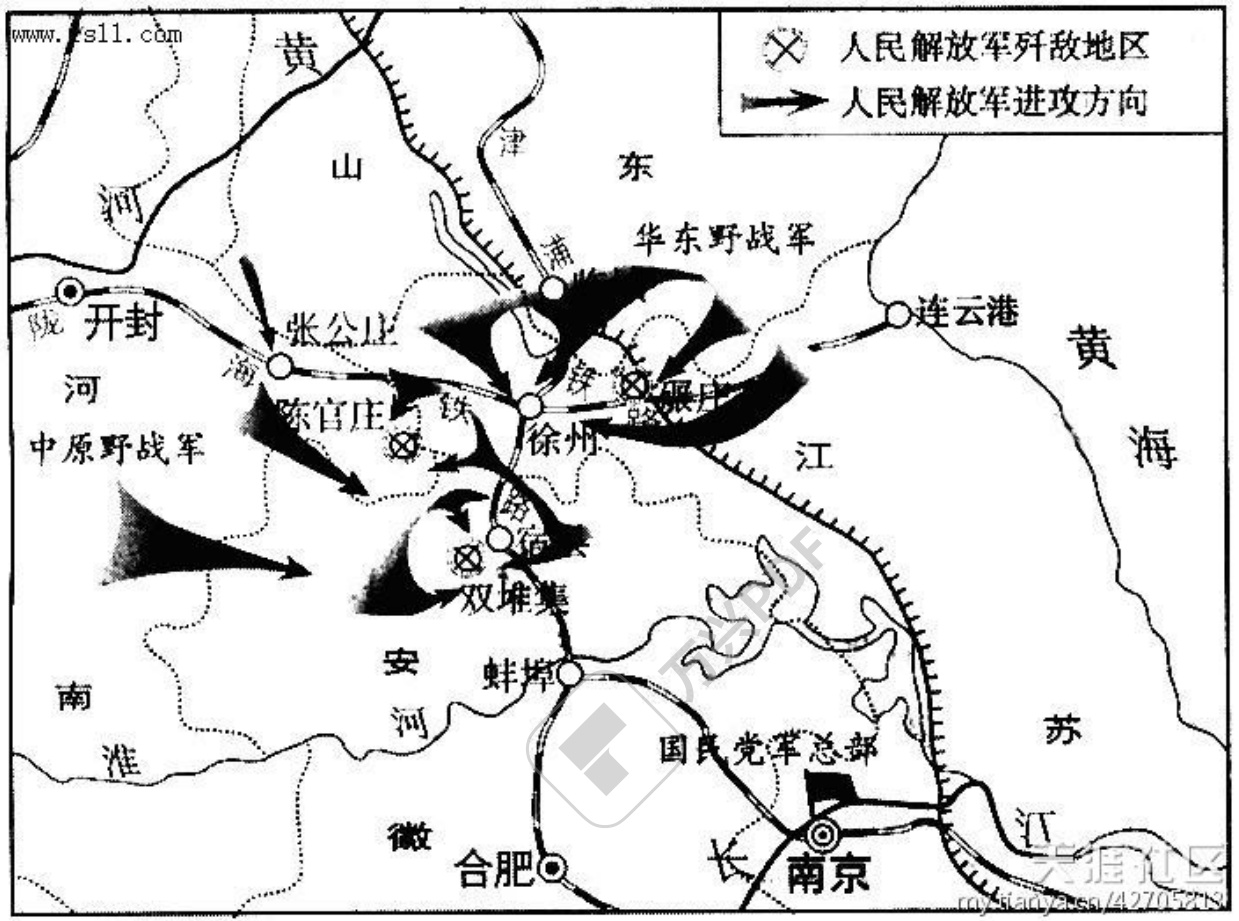 www.rs11.com
黄
人民解放军歼敌地区
人民解放军进攻方向
津
山
东
河
华东野战军
浦
开封
陇
张公庄
连云港
海
黄
河
陈官庄
铁
铁
碾庄
路
徐州
中原野战军
江
海
路
宿
双堆集
安
蚌埠
万兴PDF
南
河
淮
国民党军总部
苏
徽
江
合肥
长
南京
天涯社区
my.tianya.cn/42705213